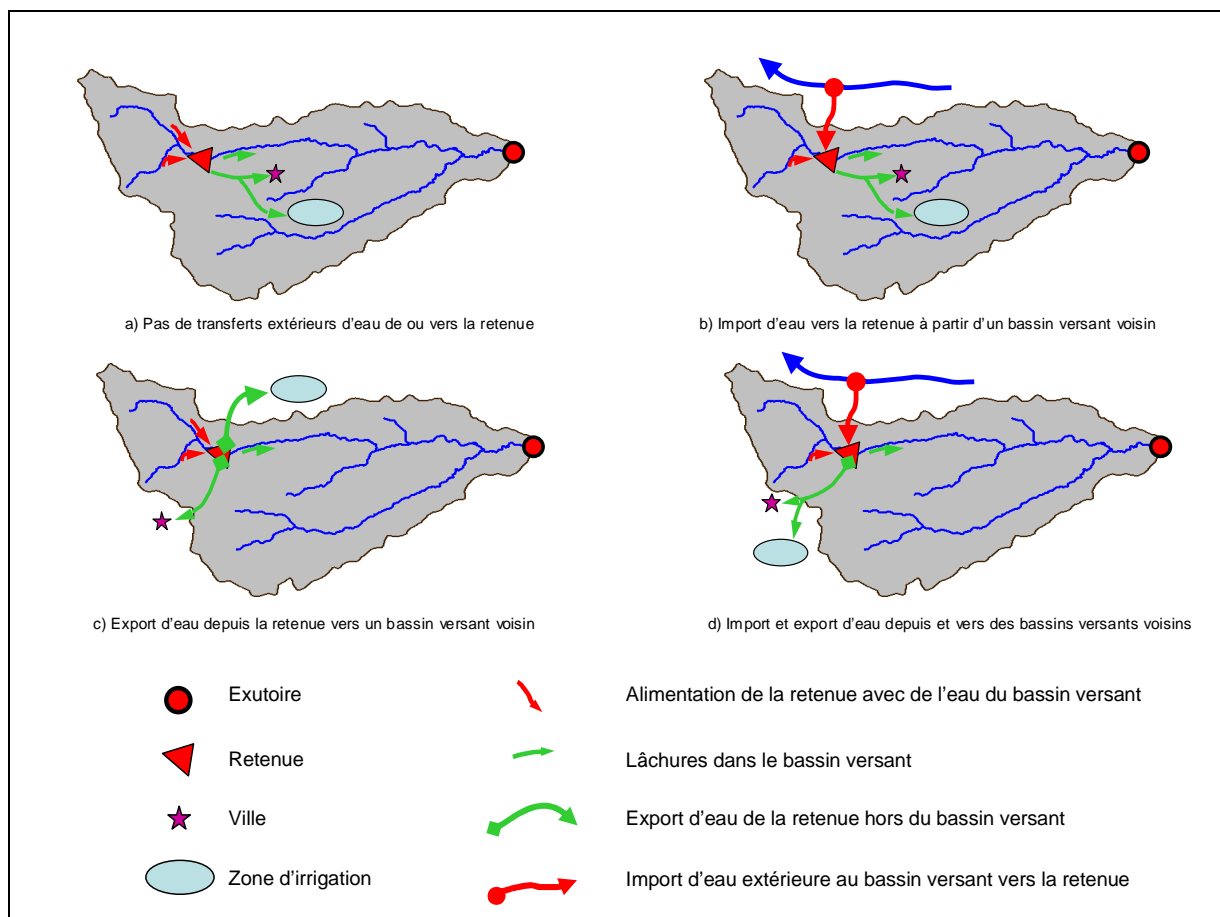 a) Pas de transferts extérieurs d'eau de ou vers la retenue
b) Import d'eau vers la retenue à partir d'un bassin versant voisin
c) Export d'eau depuis la retenue vers un bassin versant voisin
d) Import et export d'eau depuis et vers des bassins versants voisins
Exutoire
Alimentation de la retenue avec de l'eau du bassin versant
Retenue
Lâchures dans le bassin versant
Ville
Export d'eau de la retenue hors du bassin versant
Zone d'irrigation
Import d'eau extérieure au bassin versant vers la retenue